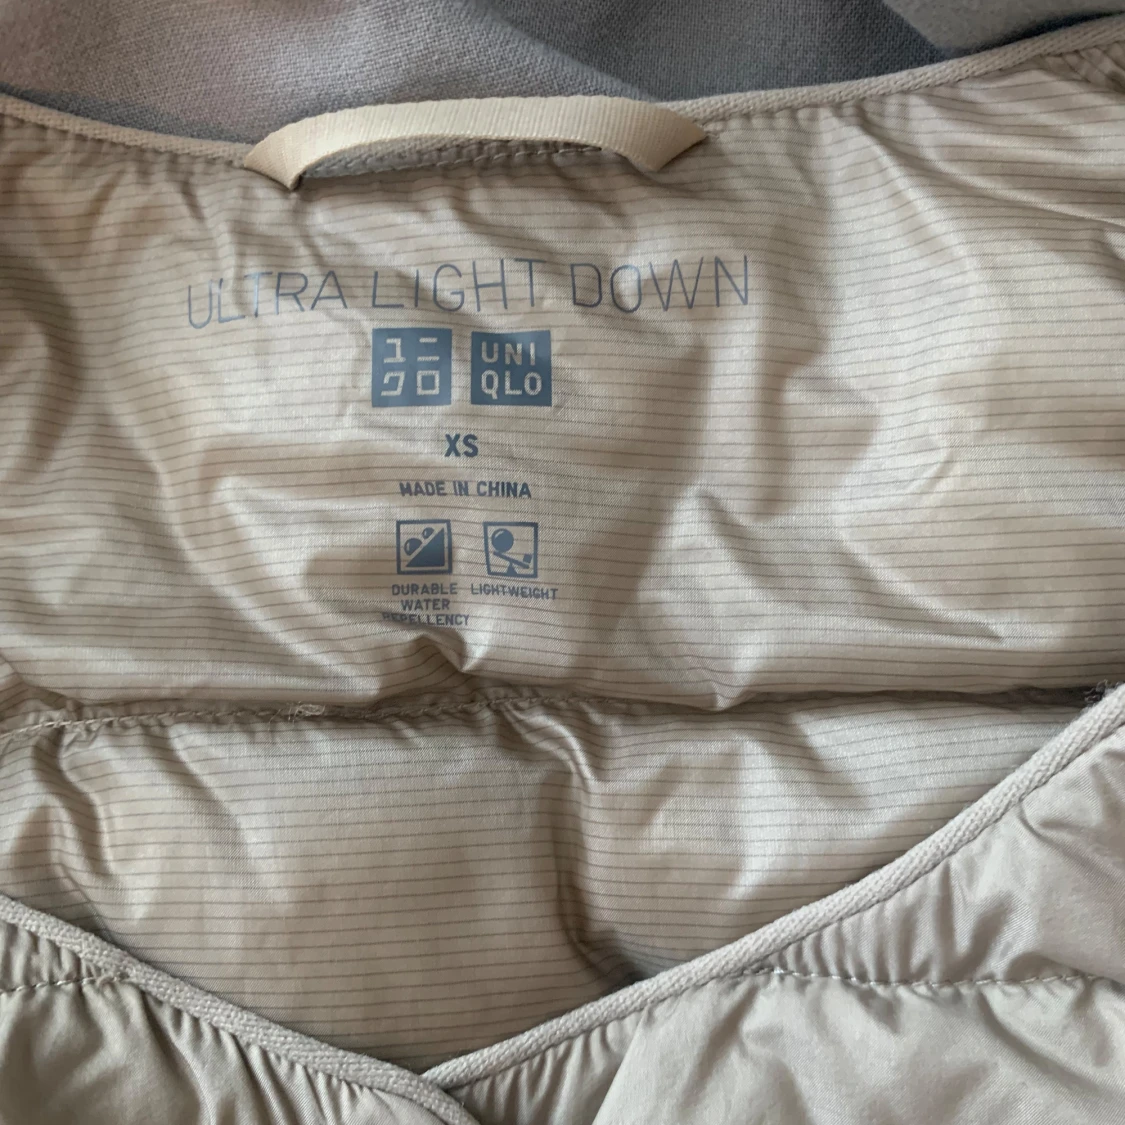 ULTRA LIGHT DOWN
ユニ UNI
クロ QLO
XS
MADE IN CHINA
DURABLE LIGHTWEIGHT
WATER
REPELLENCY